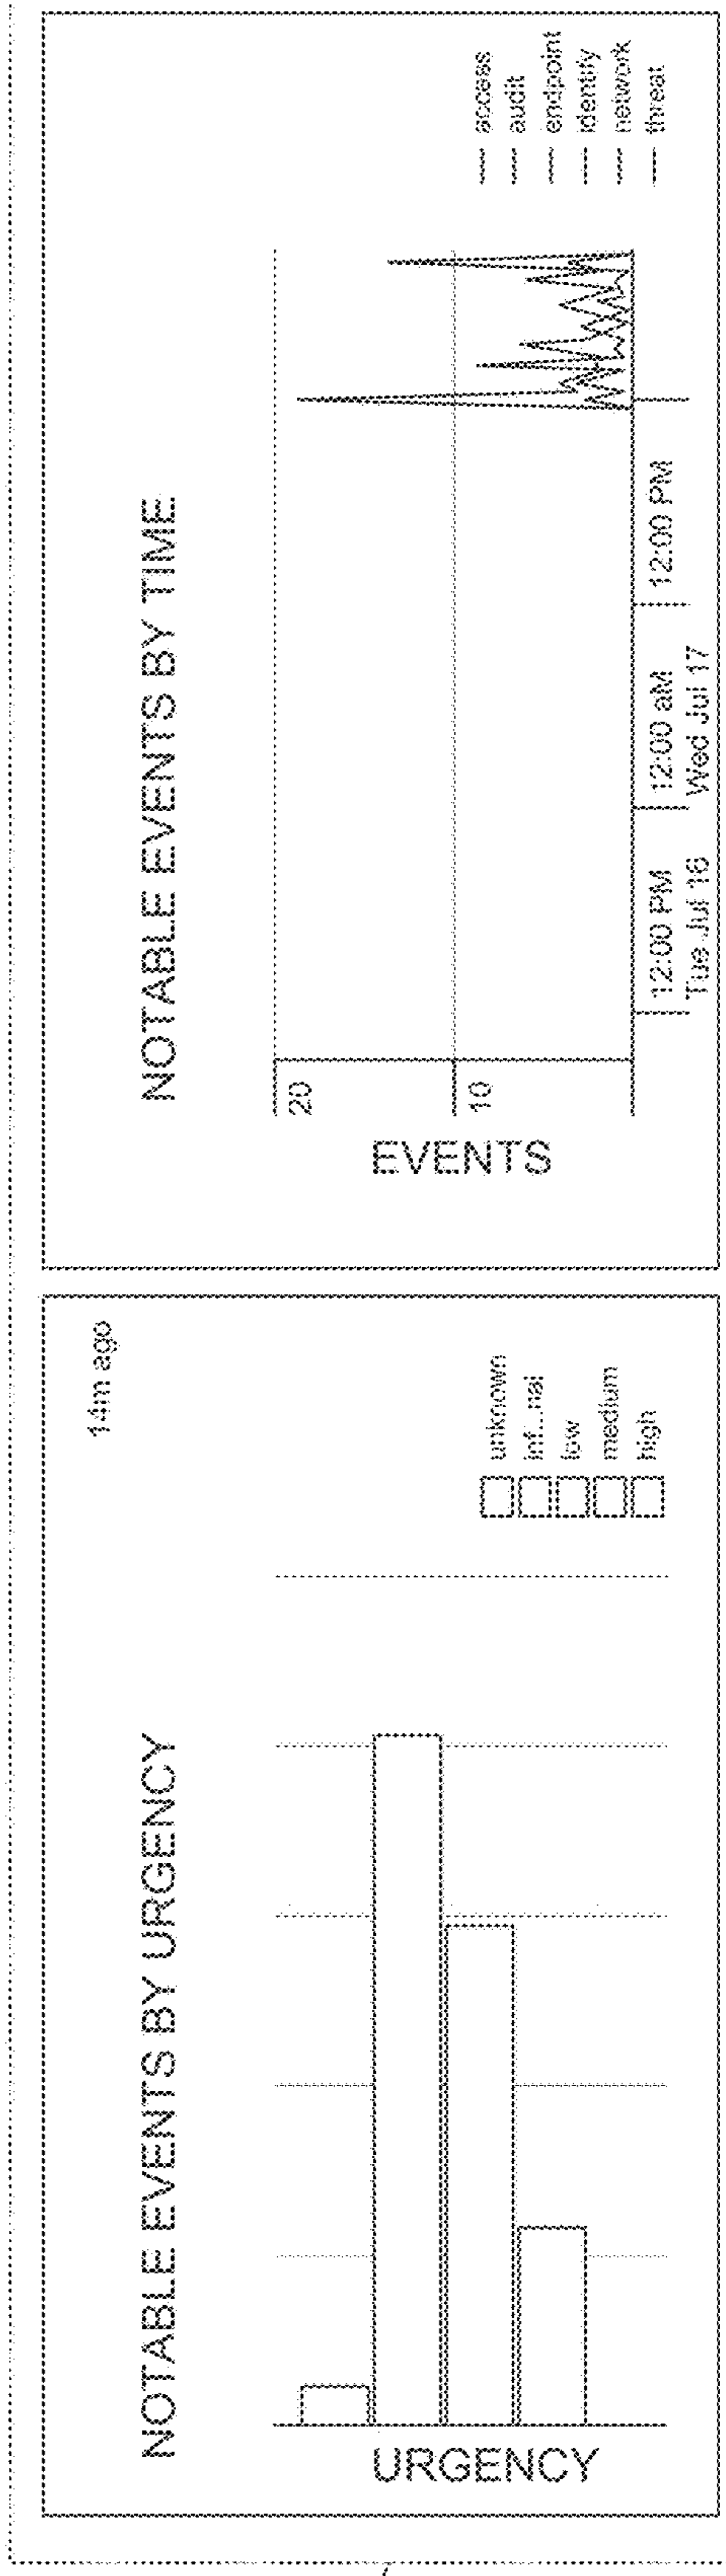 NOTABLE EVENTS BY URGENCY
14m ago
URGENCY
unknown
inf...nal
low
medium
high
NOTABLE EVENTS BY TIME
EVENTS
20
10
12:00 PM
Tue Jul 16
12:00 aM
Wed Jul 17
12:00 PM
access
audit
endpoint
identify
network
threat